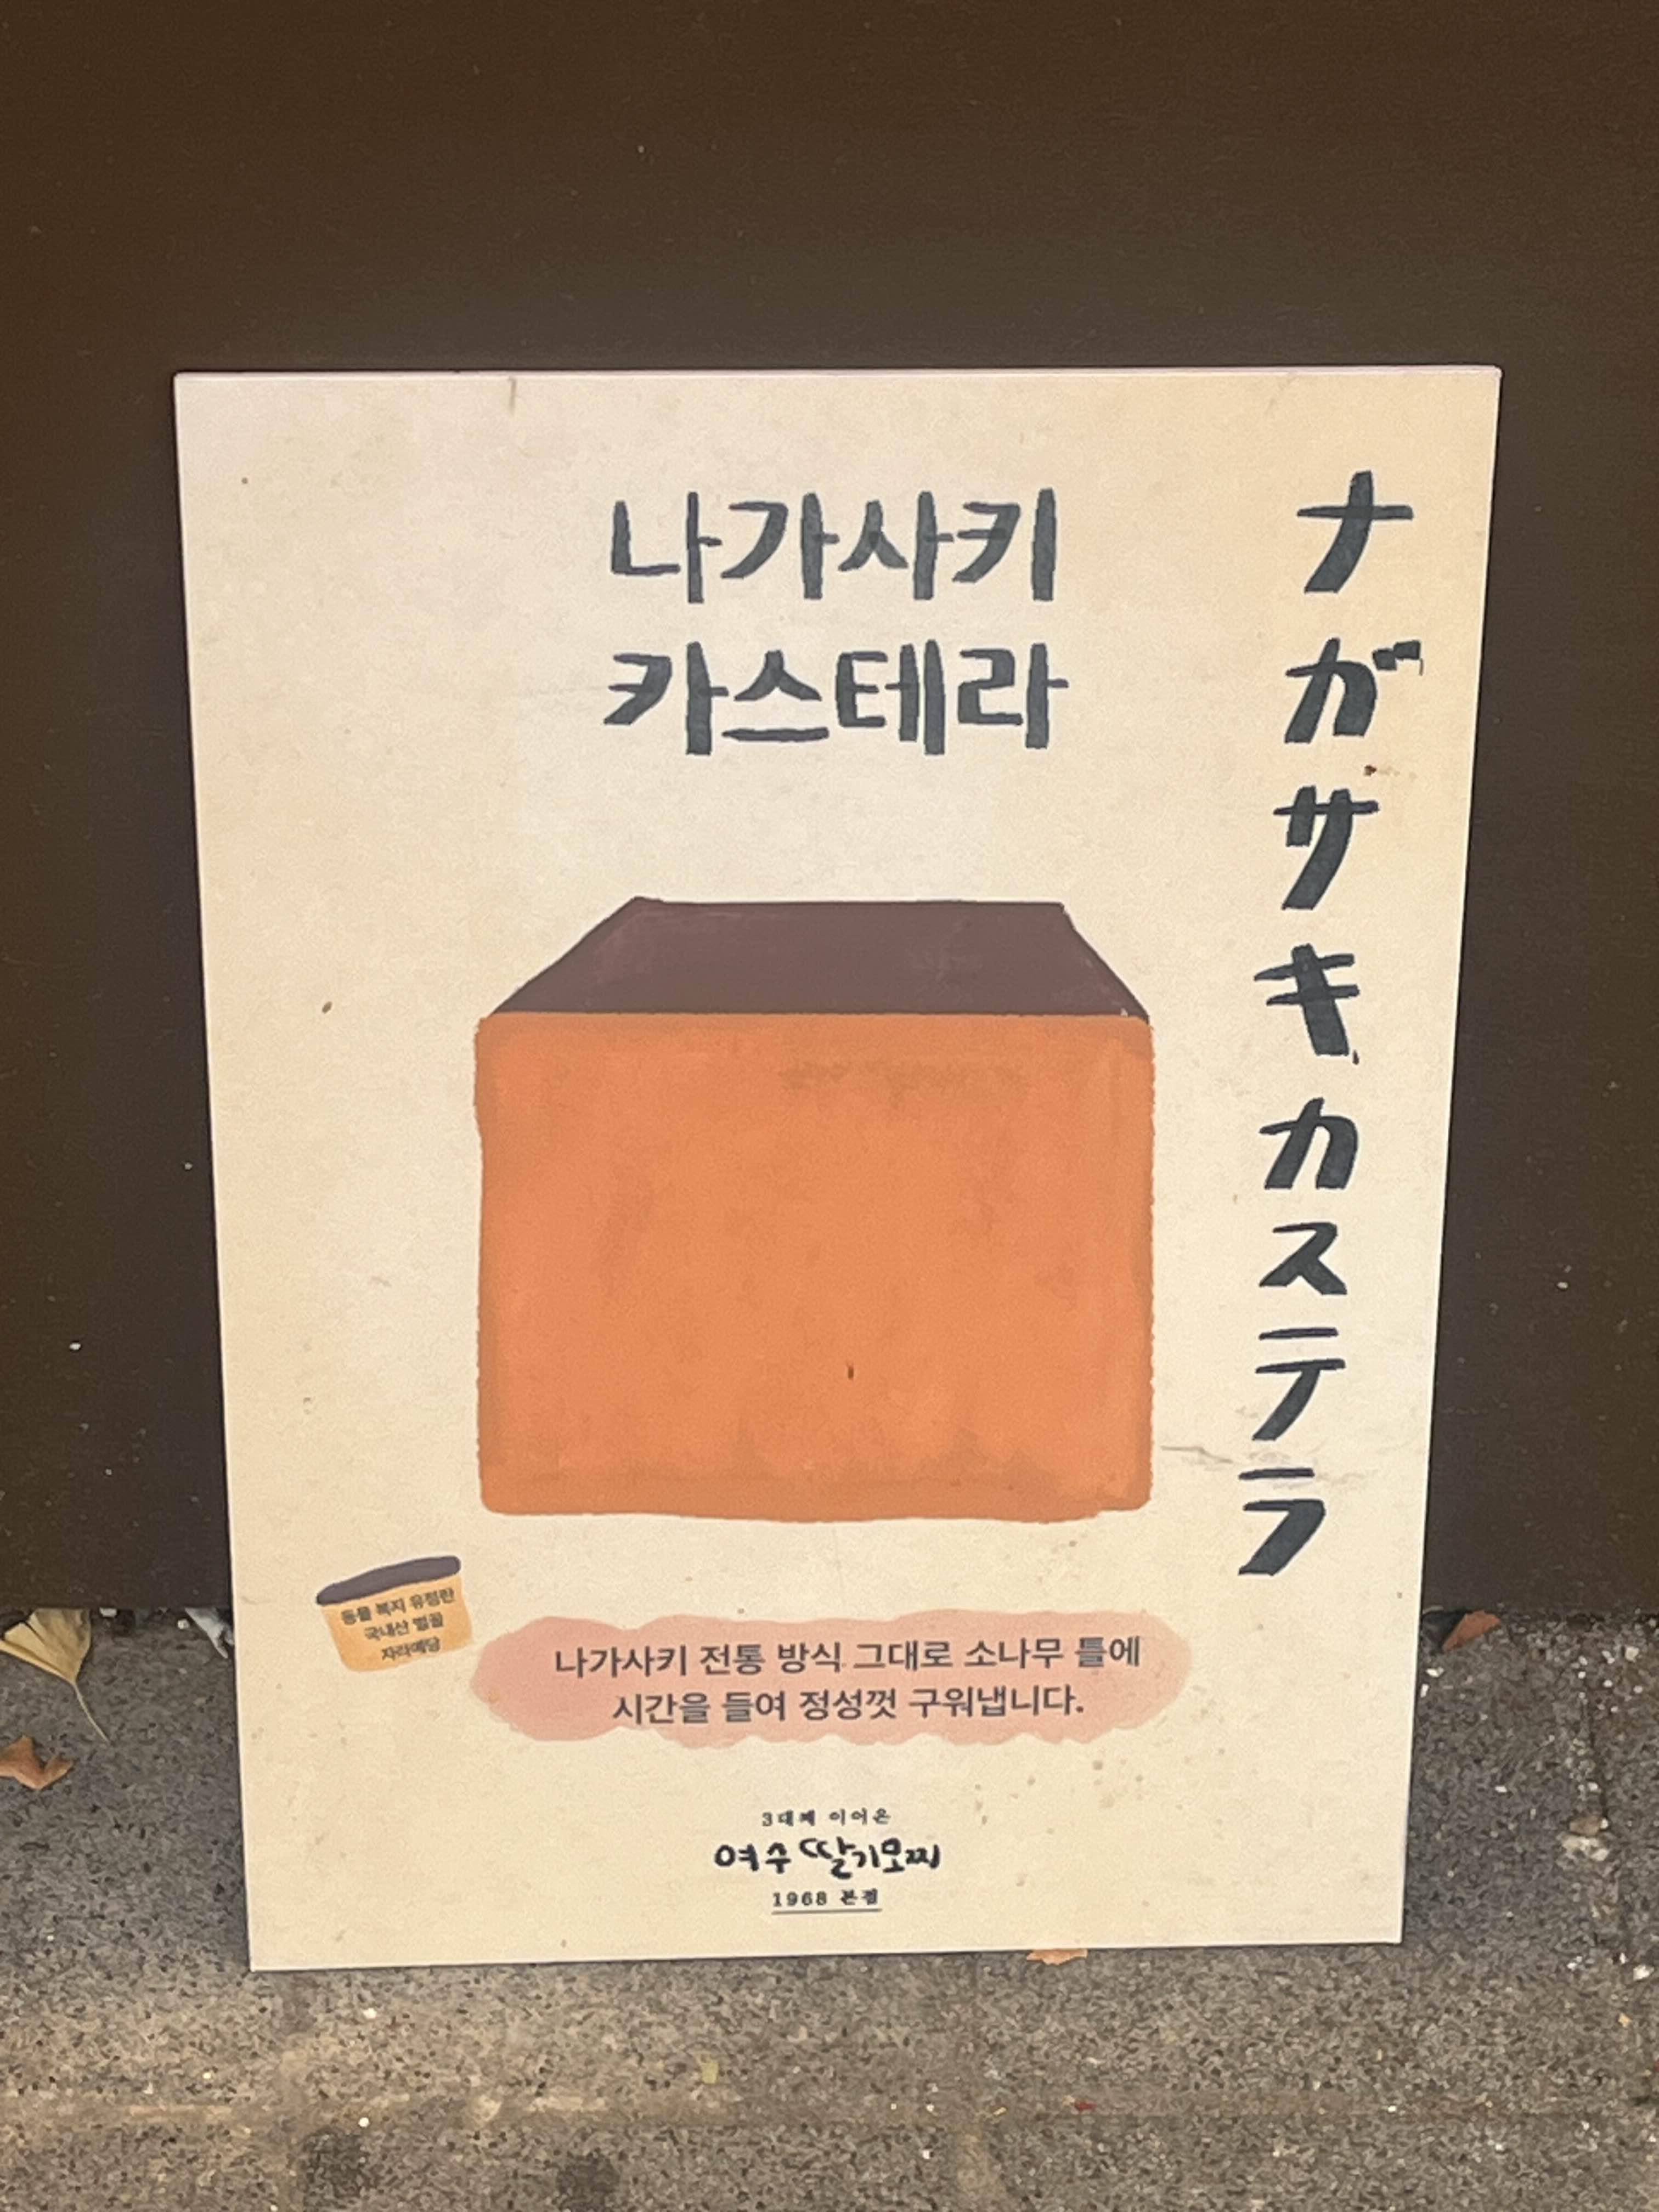 나가사키
카스테라
ナガサキカステラ
동물 복지 유정란
국내산 벌꿀
자라메당
나가사키 전통 방식 그대로 소나무 틀에
시간을 들여 정성껏 구워냅니다.
3대째 이어온
여수 딸기모찌
1968 본점